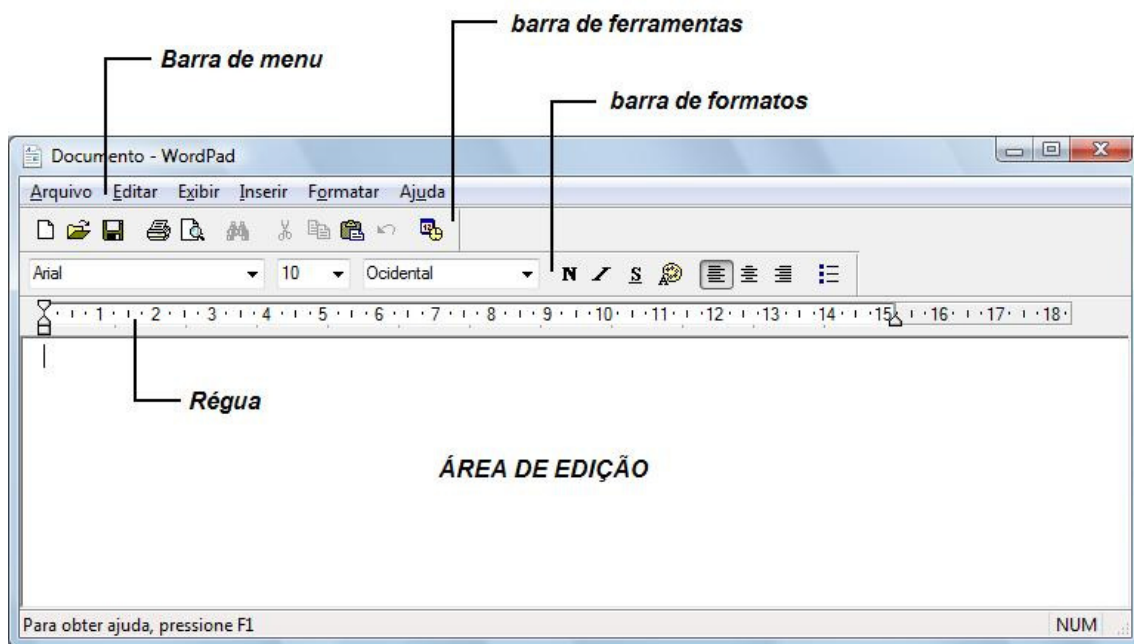 barra de ferramentas
Barra de menu
barra de formatos
Documento - WordPad
Arquivo Editar Exibir Inserir Formatar Ajuda
Arial 10 Ocidental N I S
1 2 3 4 5 6 7 8 9 10 11 12 13 14 15 16 17 18
Régua
ÁREA DE EDIÇÃO
Para obter ajuda, pressione F1 NUM